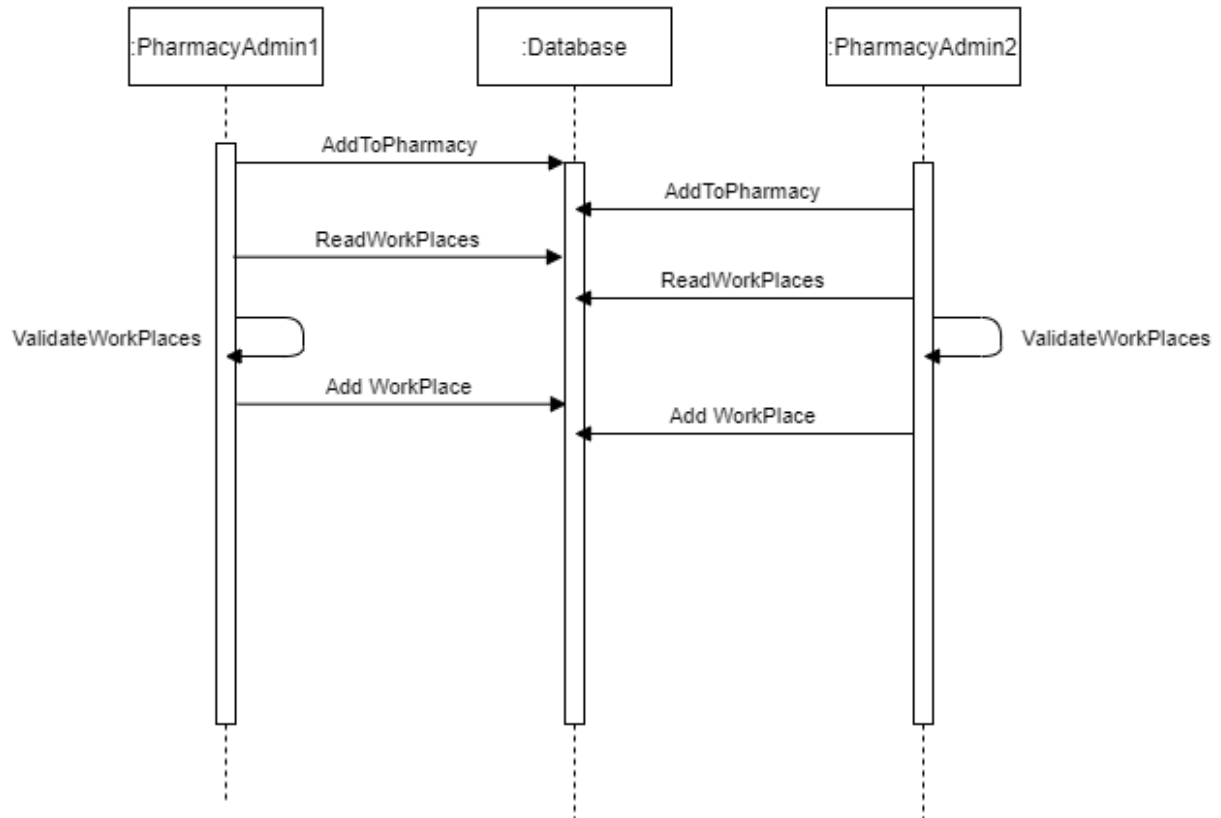 :PharmacyAdmin1
:Database
:PharmacyAdmin2
AddToPharmacy
AddToPharmacy
ReadWorkPlaces
ReadWorkPlaces
ValidateWorkPlaces
ValidateWorkPlaces
Add WorkPlace
Add WorkPlace